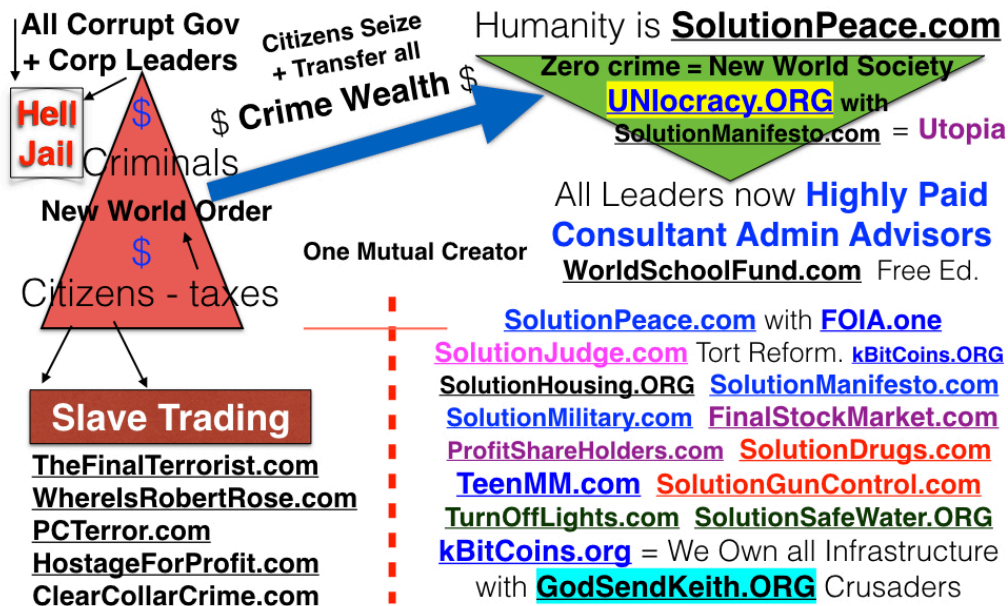 All Corrupt Gov
+ Corp Leaders
Hell
Jail
$
Criminals
New World Order
$
Citizens - taxes
Slave Trading
TheFinalTerrorist.com
WhereIsRobertRose.com
PCTerror.com
HostageForProfit.com
ClearCollarCrime.com
Citizens Seize
+ Transfer all
$ Crime Wealth $
One Mutual Creator
Humanity is SolutionPeace.com
Zero crime = New World Society
UNIocracy.ORG with
SolutionManifesto.com = Utopia
All Leaders now Highly Paid
Consultant Admin Advisors
WorldSchoolFund.com Free Ed.
SolutionPeace.com with FOIA.one
SolutionJudge.com Tort Reform. kBitCoins.ORG
SolutionHousing.ORG SolutionManifesto.com
SolutionMilitary.com FinalStockMarket.com
ProfitShareHolders.com SolutionDrugs.com
TeenMM.com SolutionGunControl.com
TurnOffLights.com SolutionSafeWater.ORG
kBitCoins.org = We Own all Infrastructure
with GodSendKeith.ORG Crusaders